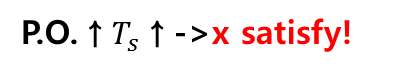 P.O. ↑ Tₛ ↑ -> x satisfy!